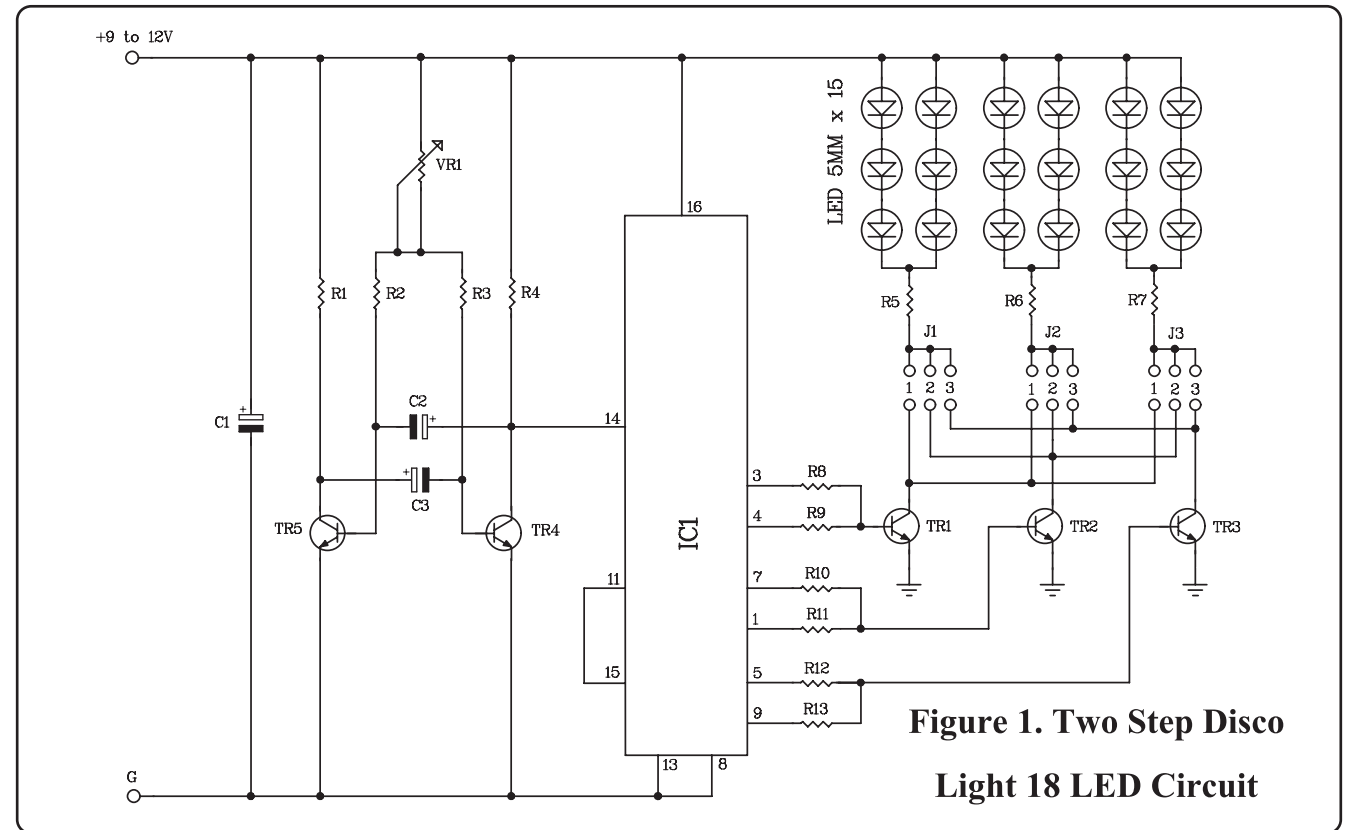 +9 to 12V
LED 5MM x 15
VR1
16
R1
R2
R3
R4
R5
R6
R7
J1
J2
J3
1 2 3
1 2 3
1 2 3
C1
+
C2
+
14
+
C3
TR5
TR4
IC1
3
R8
4
R9
TR1
TR2
TR3
11
7
R10
1
R11
15
5
R12
9
R13
13
8
G
Figure 1. Two Step Disco
Light 18 LED Circuit